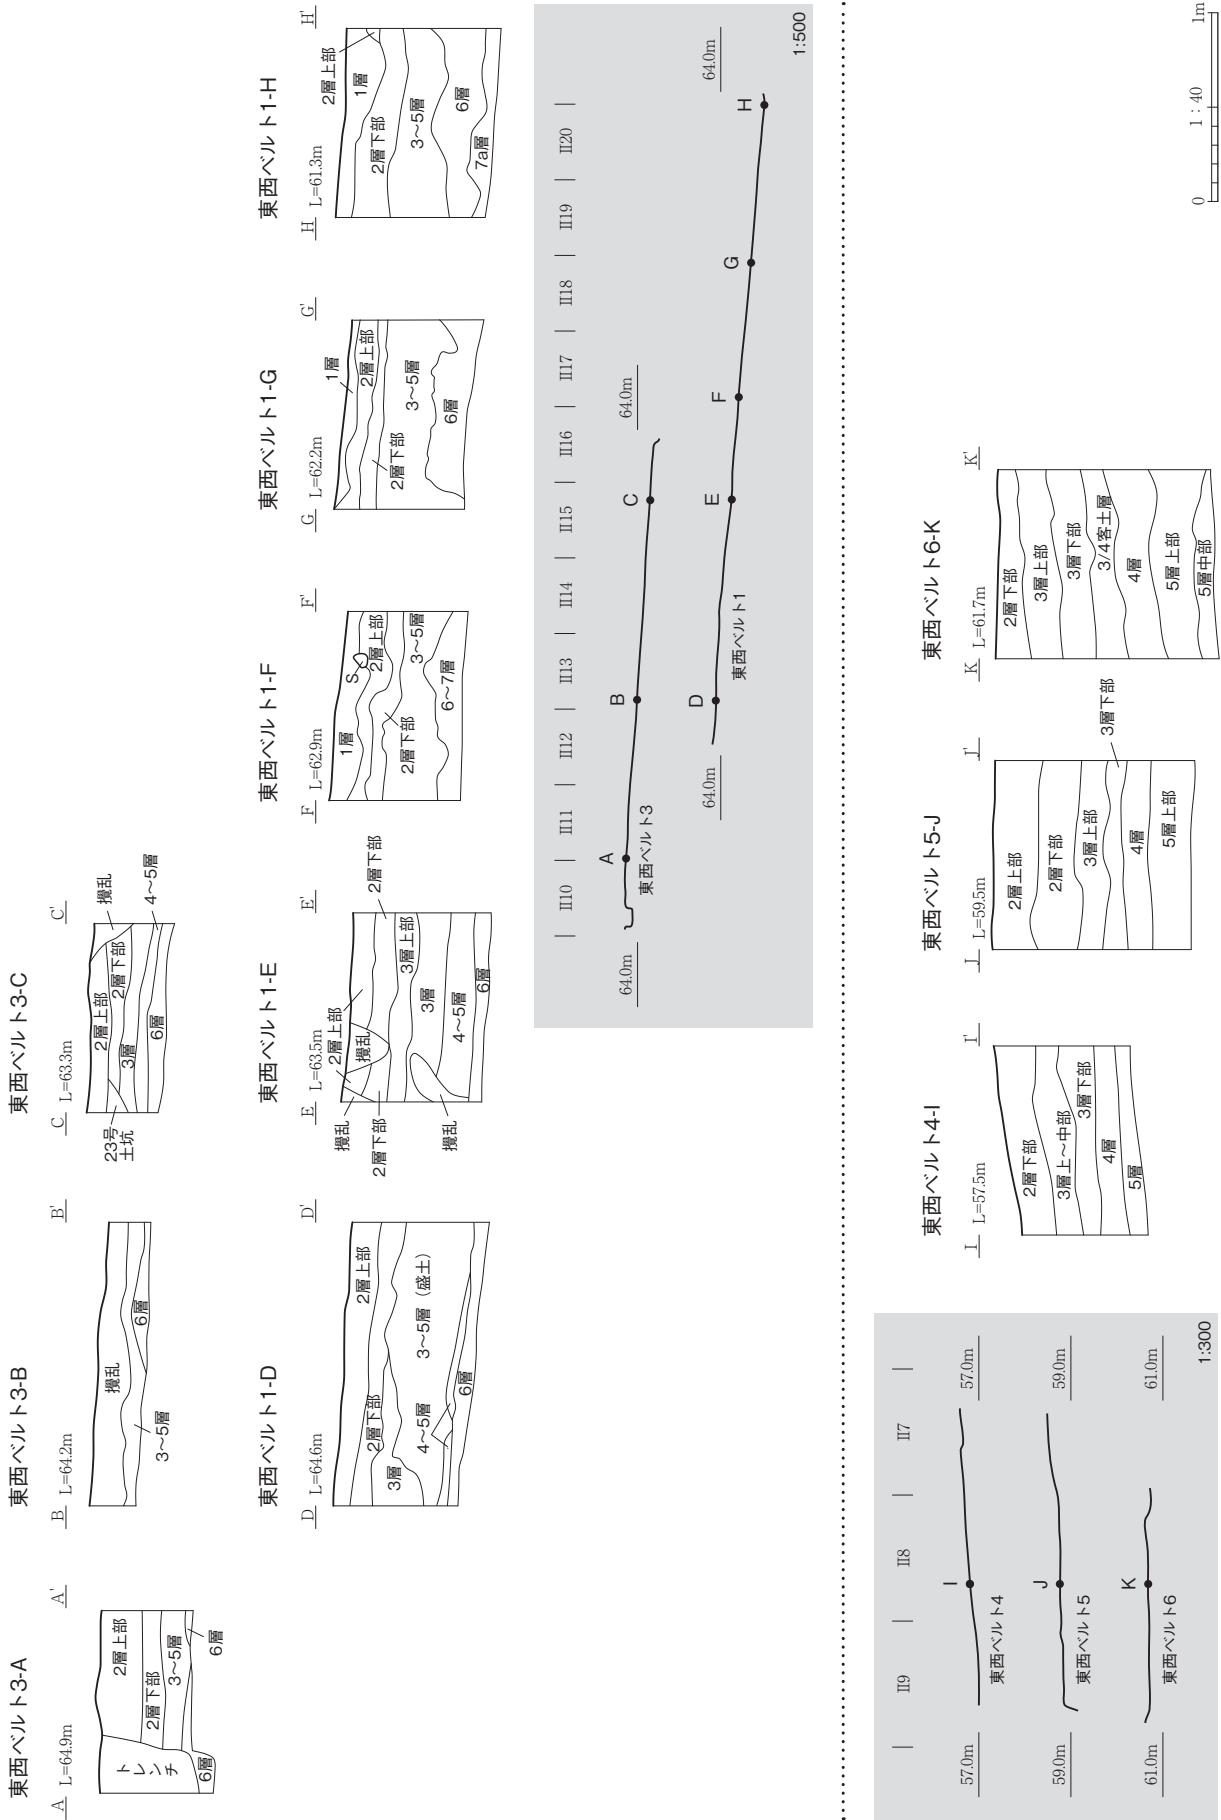 東西ベルト3-A
A L=64.9m A'
トレンチ
2層上部
2層下部
3〜5層
6層
6層
東西ベルト3-B
B L=64.2m B'
攪乱
3〜5層
6層
東西ベルト3-C
C L=63.3m C'
23号
土坑
2層上部
2層下部
3層
6層
攪乱
4〜5層
東西ベルト1-D
D L=64.6m D'
2層上部
2層下部
3層
3〜5層（盛土）
4〜5層
6層
東西ベルト1-E
E L=63.5m E'
攪乱
2層上部
攪乱
2層下部
2層下部
3層上部
3層
攪乱
4〜5層
6層
東西ベルト1-F
F L=62.9m F'
1層
S
2層上部
2層下部
3〜5層
6〜7層
東西ベルト1-G
G L=62.2m G'
1層
2層上部
2層下部
3〜5層
6層
東西ベルト1-H
H L=61.3m H'
2層上部
1層
2層下部
3〜5層
6層
7a層
II10 II11 II12 II13 II14 II15 II16 II17 II18 II19 II20
64.0m A B C 64.0m
東西ベルト3
64.0m D E F G H 64.0m
東西ベルト1
1:500
II9 II8 II7
57.0m I 57.0m
東西ベルト4
59.0m J 59.0m
東西ベルト5
61.0m K 61.0m
東西ベルト6
1:300
東西ベルト4-I
I L=57.5m I'
2層下部
3層上〜中部
3層下部
4層
5層
東西ベルト5-J
J L=59.5m J'
2層上部
2層下部
3層上部
3層下部
4層
5層上部
東西ベルト6-K
K L=61.7m K'
2層下部
3層上部
3層下部
3/4客土層
4層
5層上部
5層中部
0 1：40 1m